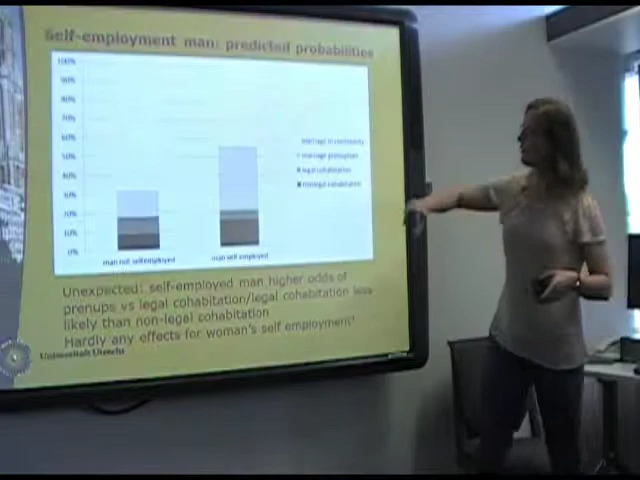 Self-employment man: predicted probabilities
100%
90%
80%
70%
60%
50%
40%
30%
20%
10%
0%
marriage in community
marriage prenuption
legal cohabitation
nonlegal cohabitation
man not self employed
man self employed
Unexpected: self-employed man higher odds of
prenups vs legal cohabitation/legal cohabitation less
likely than non-legal cohabitation
Hardly any effects for woman's self employment
Universiteit Utrecht